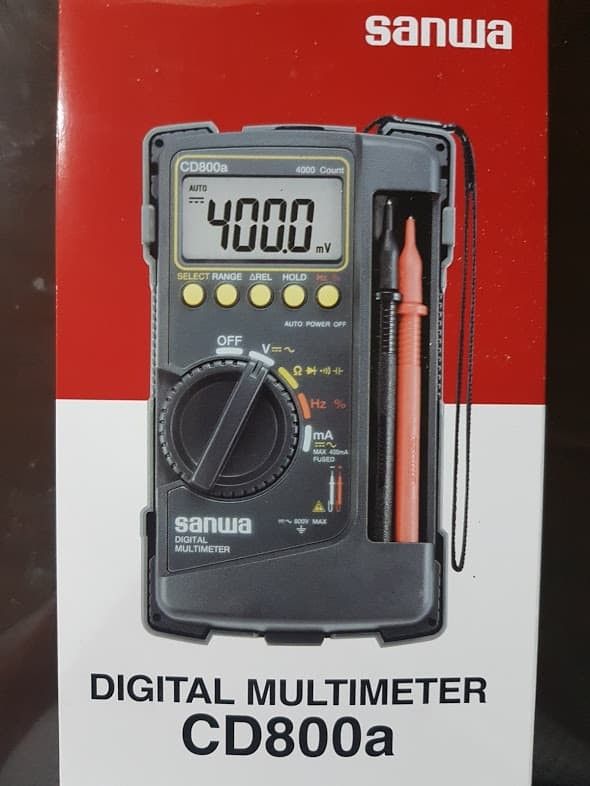 sanwa
CD800a 4000 Count
AUTO
400.0 mV
SELECT RANGE ΔREL HOLD Hz %
AUTO POWER OFF
OFF
V
Ω
Hz %
mA
MAX 400mA
FUSED
sanwa
DIGITAL
MULTIMETER
600V MAX
DIGITAL MULTIMETER
CD800a